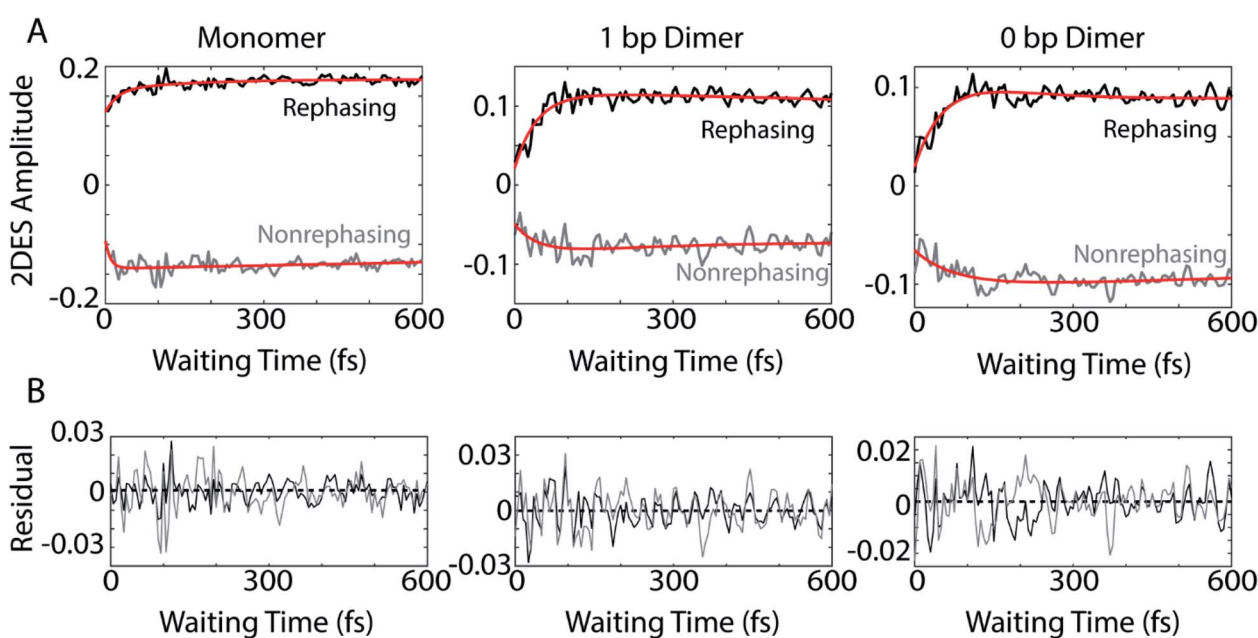 A
Monomer
1 bp Dimer
0 bp Dimer
2DES Amplitude
0.2
0
-0.2
Rephasing
Nonrephasing
0 300 600
Waiting Time (fs)
0.1
0
-0.1
Rephasing
Nonrephasing
0 300 600
Waiting Time (fs)
0.1
0
-0.1
Rephasing
Nonrephasing
0 300 600
Waiting Time (fs)
B
Residual
0.03
0
-0.03
0 300 600
Waiting Time (fs)
0.03
0
-0.03
0 300 600
Waiting Time (fs)
0.02
0
-0.02
0 300 600
Waiting Time (fs)